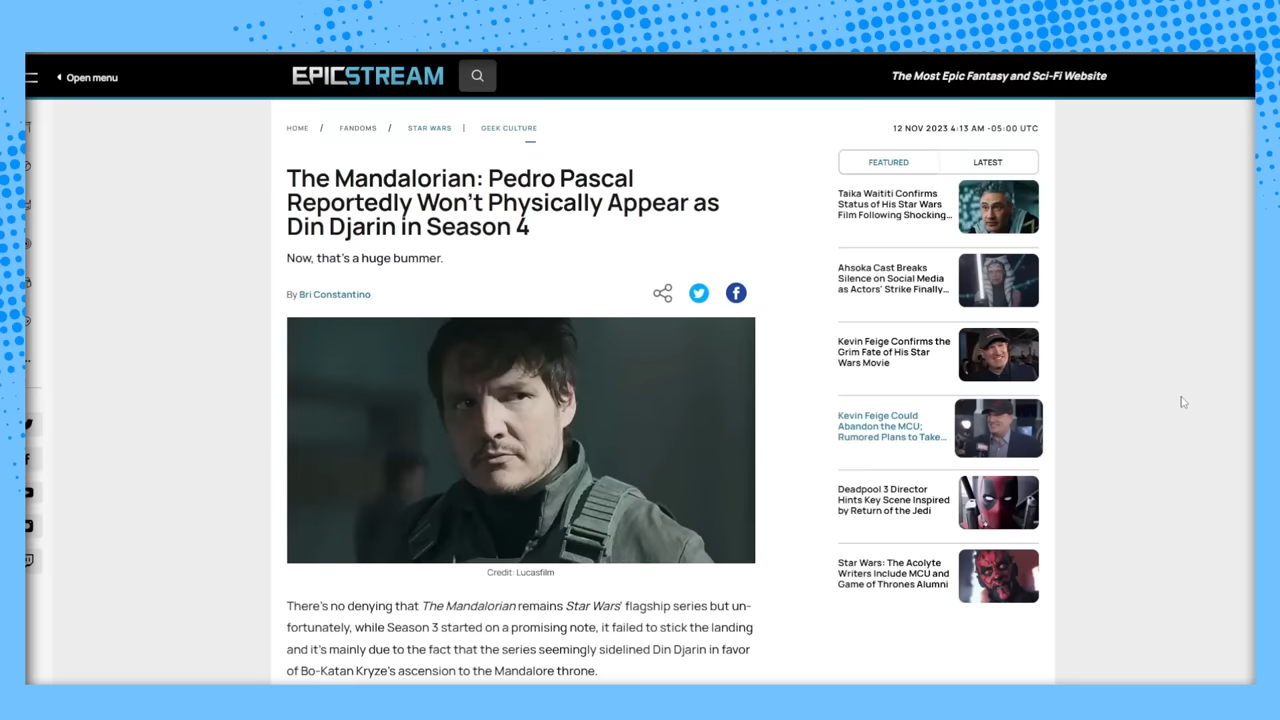 Open menu
EPICSTREAM
The Most Epic Fantasy and Sci-Fi Website
HOME / FANDOMS / STAR WARS | GEEK CULTURE
12 NOV 2023 4:13 AM -05:00 UTC
The Mandalorian: Pedro Pascal
Reportedly Won't Physically Appear as
Din Djarin in Season 4
Now, that's a huge bummer.
By Bri Constantino
Credit: Lucasfilm
There's no denying that The Mandalorian remains Star Wars' flagship series but un-
fortunately, while Season 3 started on a promising note, it failed to stick the landing
and it's mainly due to the fact that the series seemingly sidelined Din Djarin in favor
of Bo-Katan Kryze's ascension to the Mandalore throne.
FEATURED LATEST
Taika Waititi Confirms
Status of His Star Wars
Film Following Shocking...
Ahsoka Cast Breaks
Silence on Social Media
as Actors' Strike Finally...
Kevin Feige Confirms the
Grim Fate of His Star
Wars Movie
Kevin Feige Could
Abandon the MCU;
Rumored Plans to Take...
Deadpool 3 Director
Hints Key Scene Inspired
by Return of the Jedi
Star Wars: The Acolyte
Writers Include MCU and
Game of Thrones Alumni